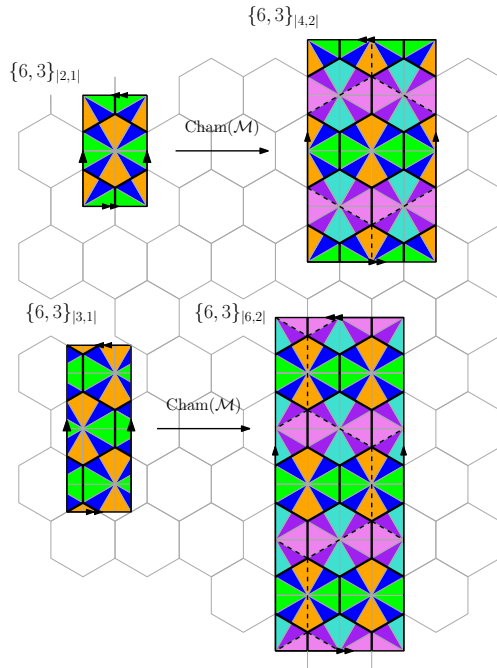 {6, 3}|4,2|
{6, 3}|2,1|
Cham(ℳ)
{6, 3}|3,1|
{6, 3}|6,2|
Cham(ℳ)